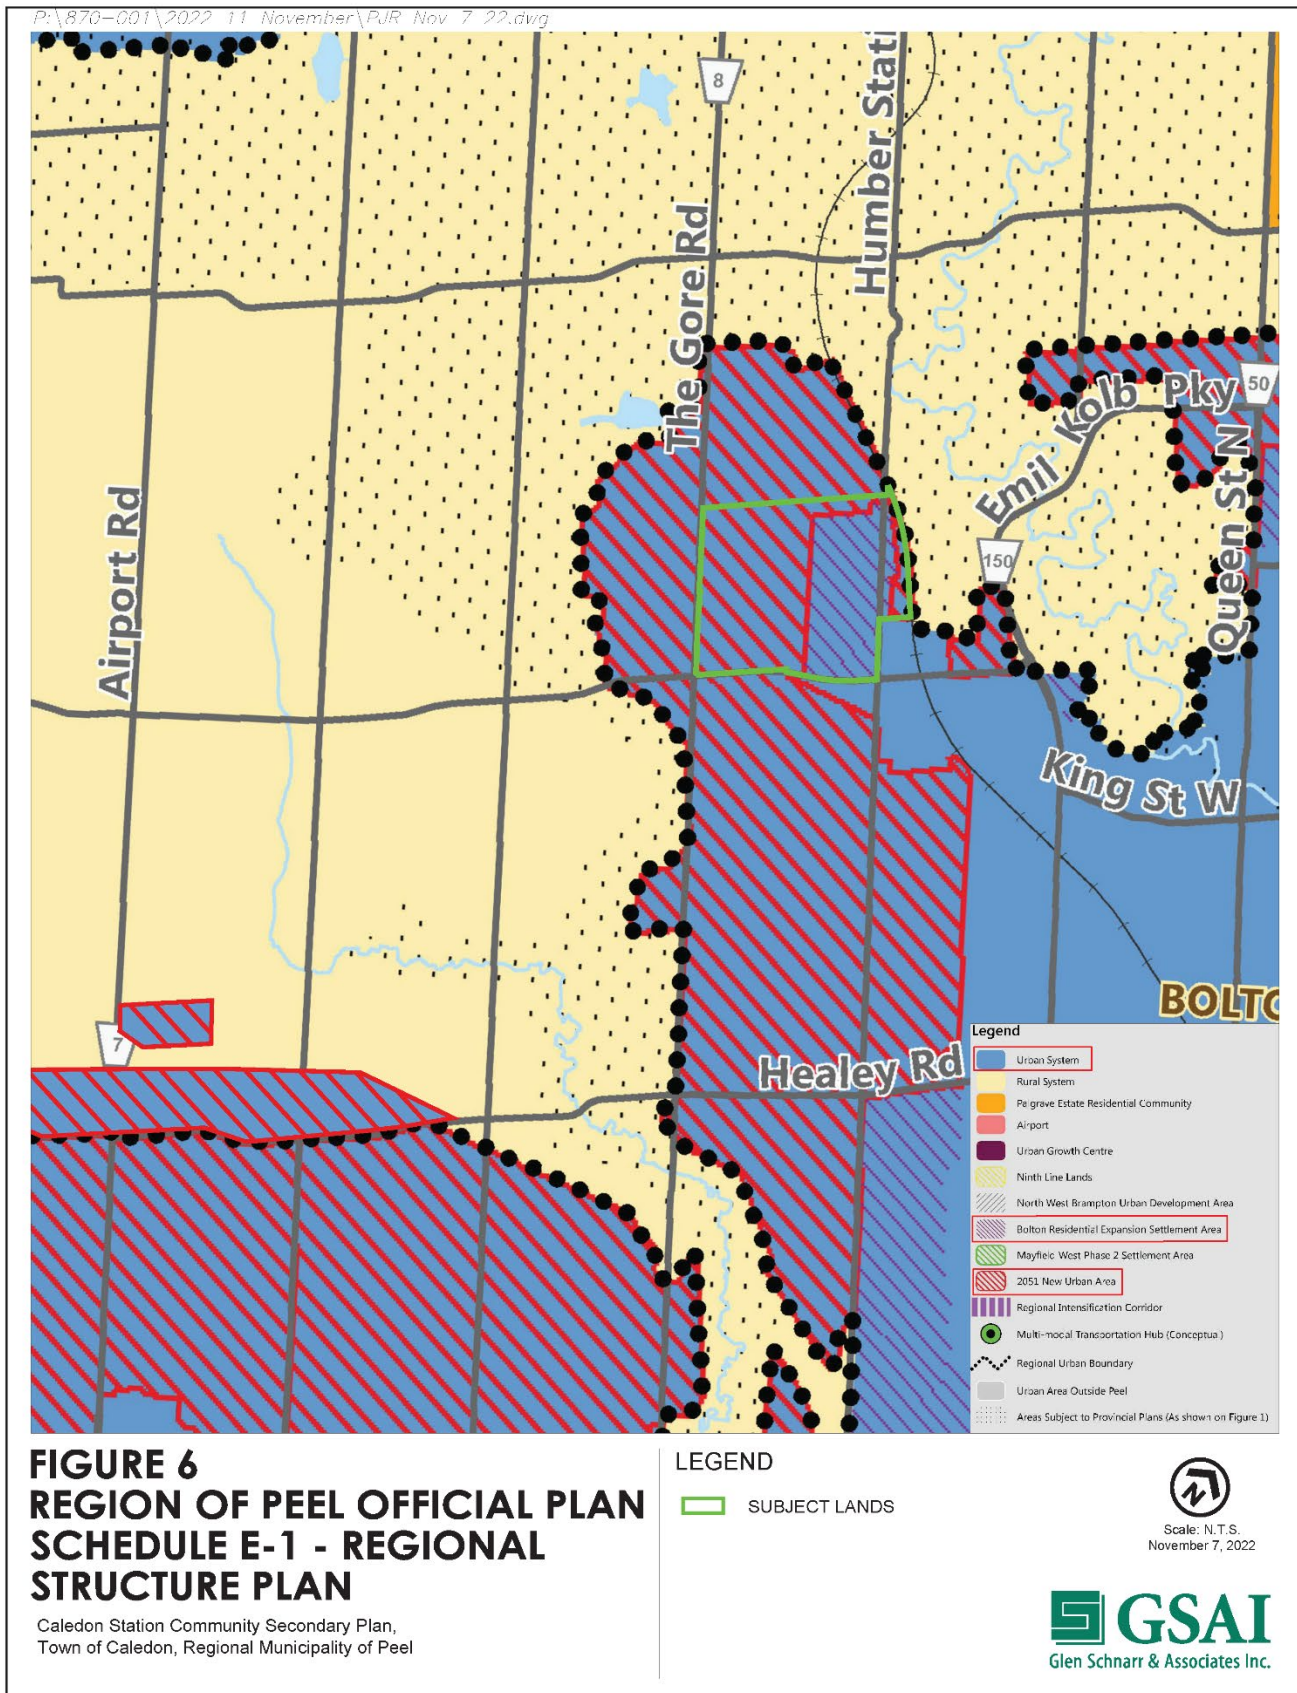 P:\870-001\2022 11 November\PJR Nov 7 22.dwg
8
Humber Stati
The Gore Rd
Kolb Pky
50
Emil
Queen St N
150
Airport Rd
King St W
BOLTO
7
Healey Rd
Legend
Urban System
Rural System
Palgrave Estate Residential Community
Airport
Urban Growth Centre
Ninth Line Lands
North West Brampton Urban Development Area
Bolton Residential Expansion Settlement Area
Mayfield West Phase 2 Settlement Area
2051 New Urban Area
Regional Intensification Corridor
Multi-modal Transportation Hub (Conceptua.)
Regional Urban Boundary
Urban Area Outside Peel
Areas Subject to Provincial Plans (As shown on Figure 1)
FIGURE 6
REGION OF PEEL OFFICIAL PLAN
SCHEDULE E-1 - REGIONAL
STRUCTURE PLAN
Caledon Station Community Secondary Plan,
Town of Caledon, Regional Municipality of Peel
LEGEND
SUBJECT LANDS
Scale: N.T.S.
November 7, 2022
GSAI
Glen Schnarr & Associates Inc.